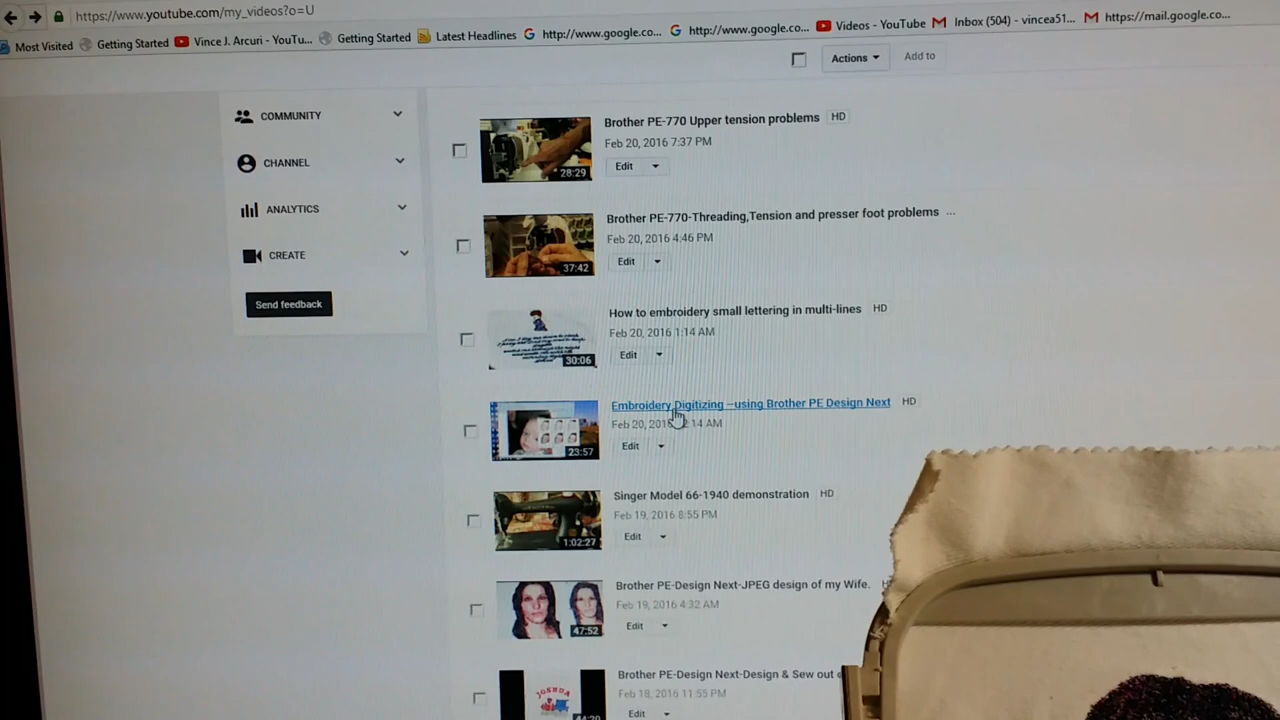 https://www.youtube.com/my_videos?o=U
Most Visited Getting Started Vince J. Arcuri - YouTu... Getting Started Latest Headlines http://www.google.co... http://www.google.co... Videos - YouTube Inbox (504) - vincea51... https://mail.google.co...
Actions Add to
COMMUNITY
CHANNEL
ANALYTICS
CREATE
Send feedback
Brother PE-770 Upper tension problems HD
Feb 20, 2016 7:37 PM
Edit
28:29
Brother PE-770-Threading,Tension and presser foot problems ...
Feb 20, 2016 4:46 PM
Edit
37:42
How to embroidery small lettering in multi-lines HD
Feb 20, 2016 1:14 AM
Edit
30:06
Embroidery Digitizing --using Brother PE Design Next HD
Feb 20, 2016 :14 AM
Edit
23:57
Singer Model 66-1940 demonstration HD
Feb 19, 2016 8:55 PM
Edit
1:02:27
Brother PE-Design Next-JPEG design of my Wife.
Feb 19, 2016 4:32 AM
Edit
47:52
Brother PE-Design Next-Design & Sew out
Feb 18, 2016 11:55 PM
Edit
JOSHUA
44:20